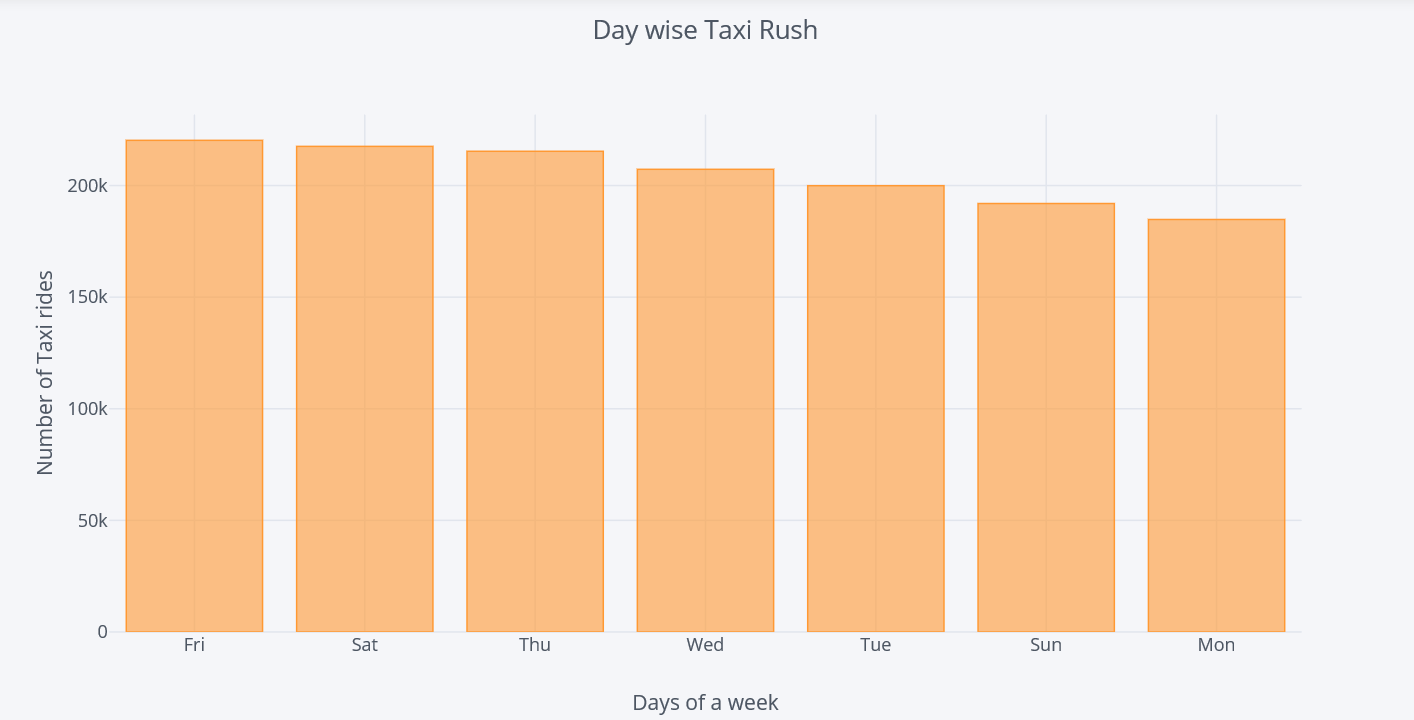 Day wise Taxi Rush
Number of Taxi rides
200k
150k
100k
50k
0
Fri Sat Thu Wed Tue Sun Mon
Days of a week